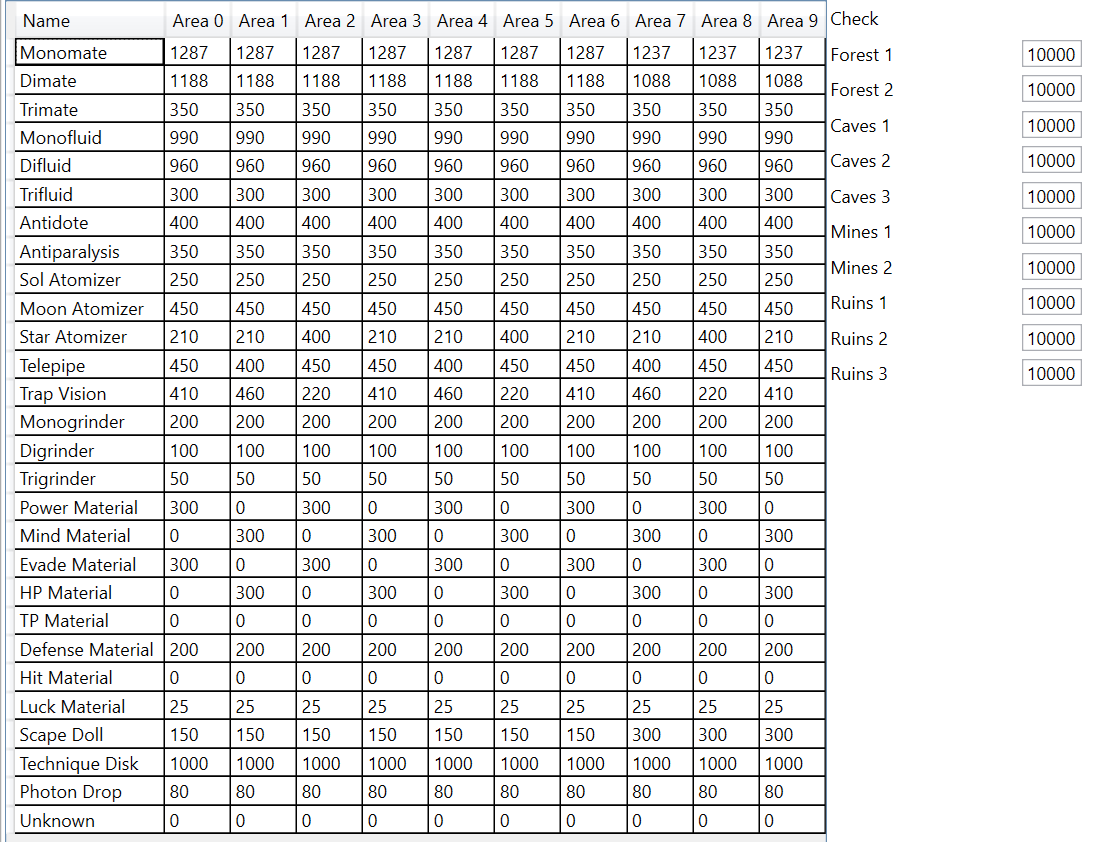 Name Area 0 Area 1 Area 2 Area 3 Area 4 Area 5 Area 6 Area 7 Area 8 Area 9
Monomate 1287 1287 1287 1287 1287 1287 1287 1237 1237 1237
Dimate 1188 1188 1188 1188 1188 1188 1188 1088 1088 1088
Trimate 350 350 350 350 350 350 350 350 350 350
Monofluid 990 990 990 990 990 990 990 990 990 990
Difluid 960 960 960 960 960 960 960 960 960 960
Trifluid 300 300 300 300 300 300 300 300 300 300
Antidote 400 400 400 400 400 400 400 400 400 400
Antiparalysis 350 350 350 350 350 350 350 350 350 350
Sol Atomizer 250 250 250 250 250 250 250 250 250 250
Moon Atomizer 450 450 450 450 450 450 450 450 450 450
Star Atomizer 210 210 400 210 210 400 210 210 400 210
Telepipe 450 400 450 450 400 450 450 400 450 450
Trap Vision 410 460 220 410 460 220 410 460 220 410
Monogrinder 200 200 200 200 200 200 200 200 200 200
Digrinder 100 100 100 100 100 100 100 100 100 100
Trigrinder 50 50 50 50 50 50 50 50 50 50
Power Material 300 0 300 0 300 0 300 0 300 0
Mind Material 0 300 0 300 0 300 0 300 0 300
Evade Material 300 0 300 0 300 0 300 0 300 0
HP Material 0 300 0 300 0 300 0 300 0 300
TP Material 0 0 0 0 0 0 0 0 0 0
Defense Material 200 200 200 200 200 200 200 200 200 200
Hit Material 0 0 0 0 0 0 0 0 0 0
Luck Material 25 25 25 25 25 25 25 25 25 25
Scape Doll 150 150 150 150 150 150 150 300 300 300
Technique Disk 1000 1000 1000 1000 1000 1000 1000 1000 1000 1000
Photon Drop 80 80 80 80 80 80 80 80 80 80
Unknown 0 0 0 0 0 0 0 0 0 0
Check
Forest 1 10000
Forest 2 10000
Caves 1 10000
Caves 2 10000
Caves 3 10000
Mines 1 10000
Mines 2 10000
Ruins 1 10000
Ruins 2 10000
Ruins 3 10000